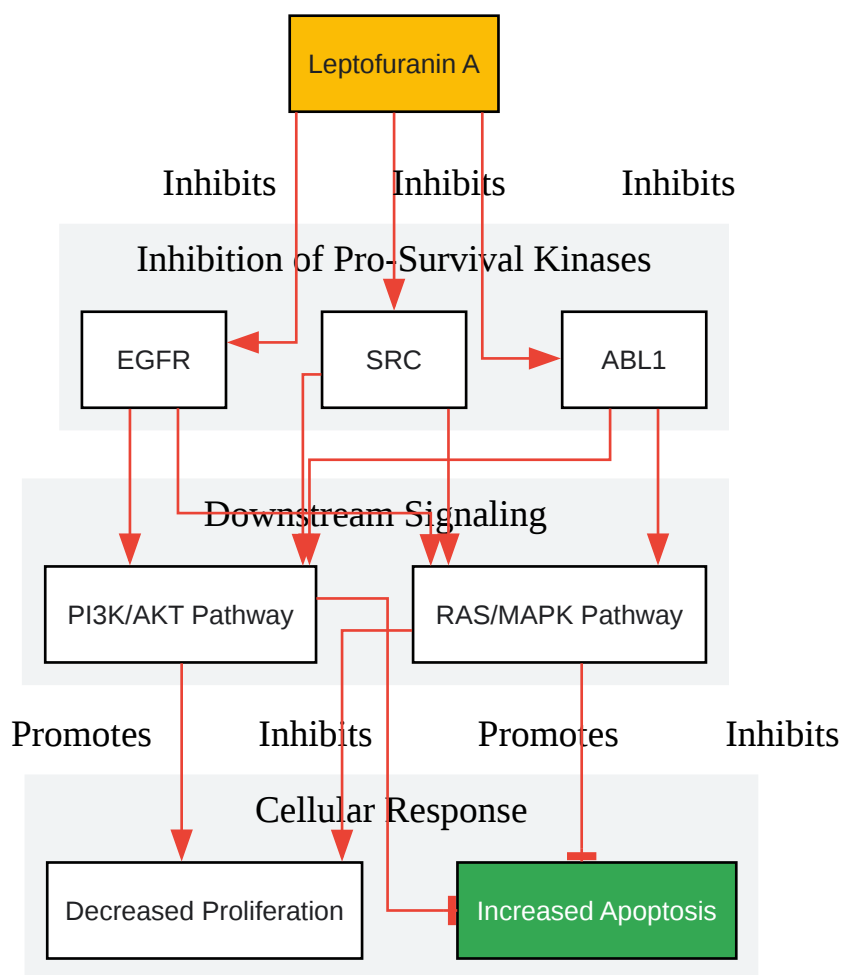 Leptofuranin A
Inhibits Inhibits Inhibits
Inhibition of Pro-Survival Kinases
EGFR SRC ABL1
Downstream Signaling
PI3K/AKT Pathway RAS/MAPK Pathway
Promotes Inhibits Promotes Inhibits
Cellular Response
Decreased Proliferation Increased Apoptosis